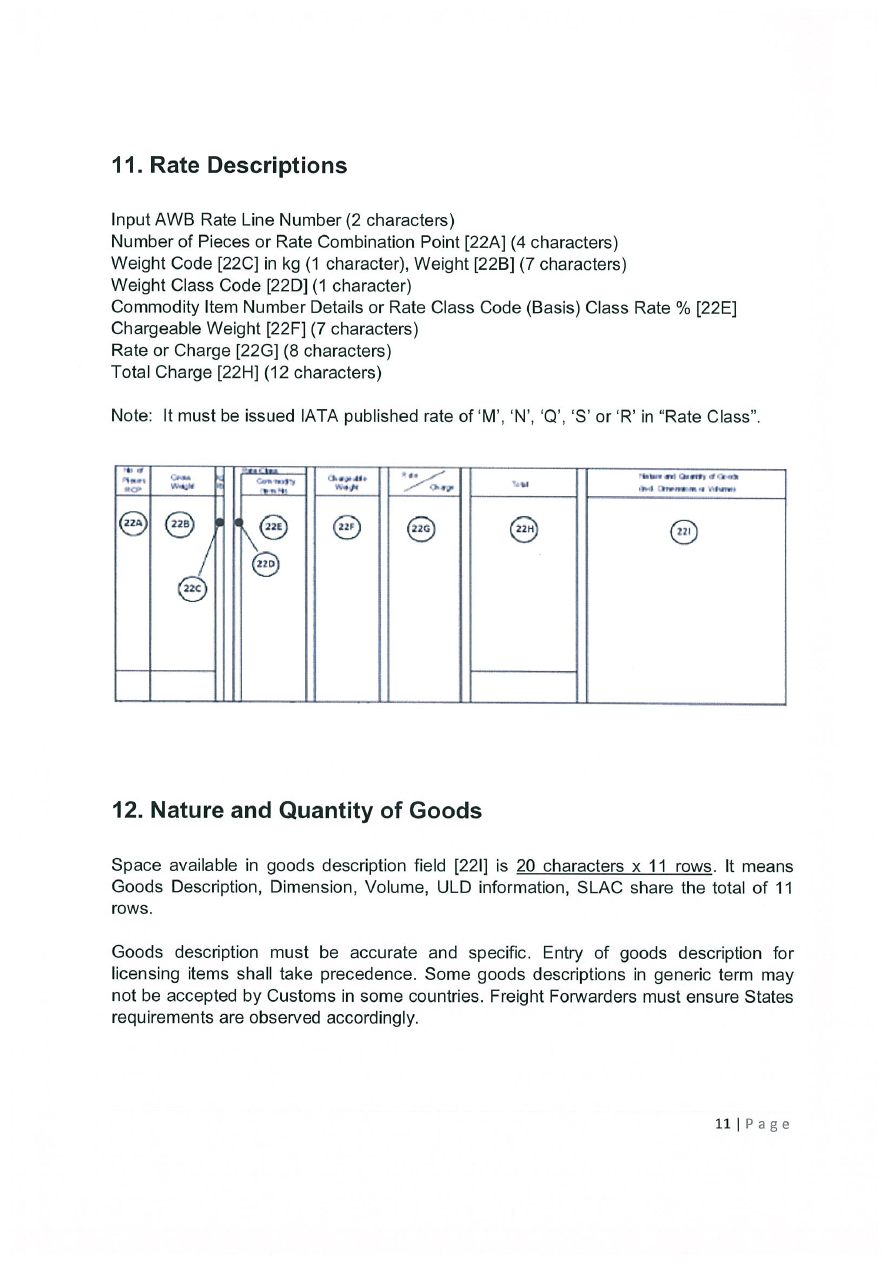 11. Rate Descriptions
Input AWB Rate Line Number (2 characters)
Number of Pieces or Rate Combination Point [22A] (4 characters)
Weight Code [22C] in kg (1 character), Weight [22B] (7 characters)
Weight Class Code [22D] (1 character)
Commodity Item Number Details or Rate Class Code (Basis) Class Rate % [22E]
Chargeable Weight [22F] (7 characters)
Rate or Charge [22G] (8 characters)
Total Charge [22H] (12 characters)
Note: It must be issued IATA published rate of ‘M’, ‘N’, ‘Q’, ‘S’ or ‘R’ in “Rate Class”.
No of
Pieces
RCP
Gross
Weight
Rate Class
Commodity
Item No
Chargeable
Weight
Rate
Charge
Total
Nature and Quantity of Goods
(Incl. Dimensions or Volume)
22A
22B
22C
22D
22E
22F
22G
22H
22I
12. Nature and Quantity of Goods
Space available in goods description field [22I] is 20 characters x 11 rows. It means
Goods Description, Dimension, Volume, ULD information, SLAC share the total of 11
rows.
Goods description must be accurate and specific. Entry of goods description for
licensing items shall take precedence. Some goods descriptions in generic term may
not be accepted by Customs in some countries. Freight Forwarders must ensure States
requirements are observed accordingly.
11 | Page